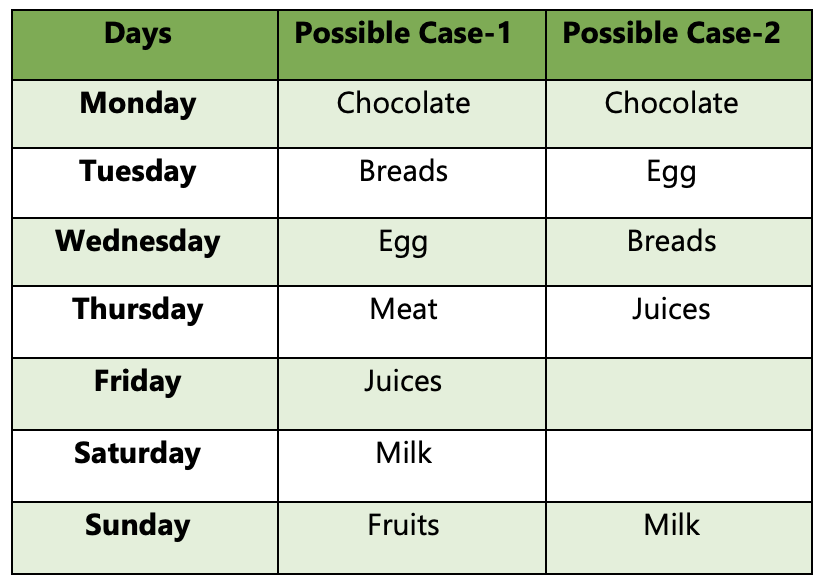 Days Possible Case-1 Possible Case-2
Monday Chocolate Chocolate
Tuesday Breads Egg
Wednesday Egg Breads
Thursday Meat Juices
Friday Juices
Saturday Milk
Sunday Fruits Milk